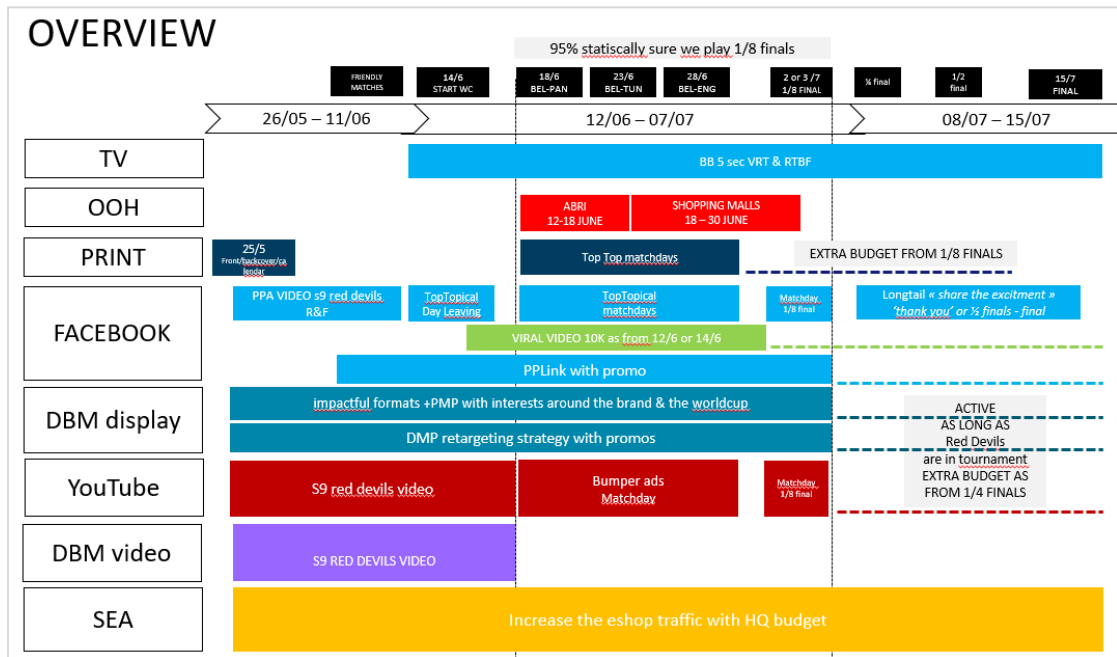 OVERVIEW
95% statiscally sure we play 1/8 finals
FRIENDLY
MATCHES
14/6
START WC
18/6
BEL-PAN
23/6
BEL-TUN
28/6
BEL-ENG
2 or 3 /7
1/8 FINAL
¼ final
1/2
final
15/7
FINAL
26/05 – 11/06
12/06 – 07/07
08/07 – 15/07
TV
BB 5 sec VRT & RTBF
OOH
ABRI
12-18 JUNE
SHOPPING MALLS
18 – 30 JUNE
PRINT
25/5
Front/backcover/ca
lendar
Top Top matchdays
EXTRA BUDGET FROM 1/8 FINALS
FACEBOOK
PPA VIDEO s9 red devils
R&F
TopTopical
Day Leaving
TopTopical
matchdays
Matchday
1/8 final
Longtail « share the excitment »
'thank you' or ½ finals - final
VIRAL VIDEO 10K as from 12/6 or 14/6
PPLink with promo
DBM display
impactful formats +PMP with interests around the brand & the worldcup
DMP retargeting strategy with promos
ACTIVE
AS LONG AS
Red Devils
are in tournament
EXTRA BUDGET AS
FROM 1/4 FINALS
YouTube
S9 red devils video
Bumper ads
Matchday
Matchday
1/8 final
DBM video
S9 RED DEVILS VIDEO
SEA
Increase the eshop traffic with HQ budget